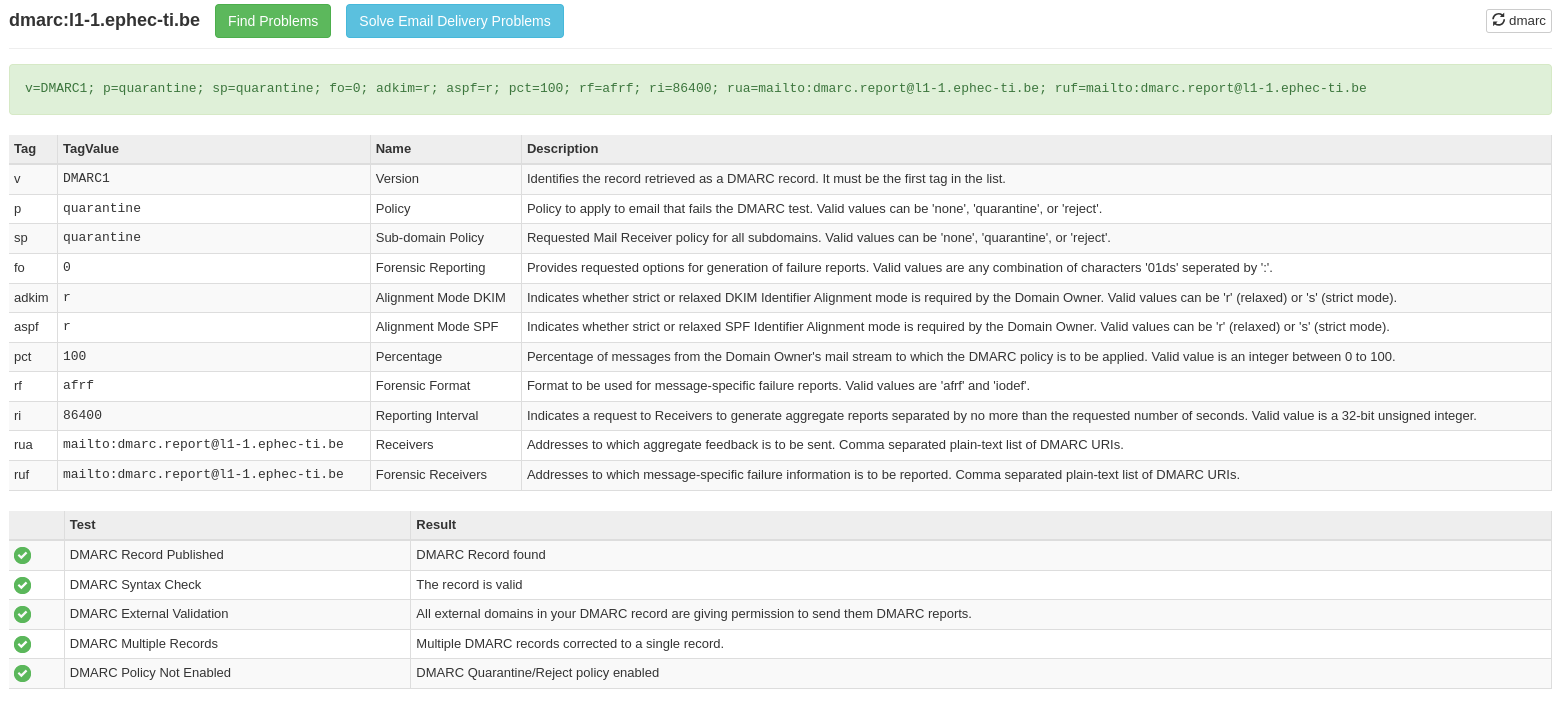 dmarc:l1-1.ephec-ti.be Find Problems Solve Email Delivery Problems dmarc
v=DMARC1; p=quarantine; sp=quarantine; fo=0; adkim=r; aspf=r; pct=100; rf=afrf; ri=86400; rua=mailto:dmarc.report@l1-1.ephec-ti.be; ruf=mailto:dmarc.report@l1-1.ephec-ti.be
Tag TagValue Name Description
v DMARC1 Version Identifies the record retrieved as a DMARC record. It must be the first tag in the list.
p quarantine Policy Policy to apply to email that fails the DMARC test. Valid values can be 'none', 'quarantine', or 'reject'.
sp quarantine Sub-domain Policy Requested Mail Receiver policy for all subdomains. Valid values can be 'none', 'quarantine', or 'reject'.
fo 0 Forensic Reporting Provides requested options for generation of failure reports. Valid values are any combination of characters '01ds' seperated by ':'.
adkim r Alignment Mode DKIM Indicates whether strict or relaxed DKIM Identifier Alignment mode is required by the Domain Owner. Valid values can be 'r' (relaxed) or 's' (strict mode).
aspf r Alignment Mode SPF Indicates whether strict or relaxed SPF Identifier Alignment mode is required by the Domain Owner. Valid values can be 'r' (relaxed) or 's' (strict mode).
pct 100 Percentage Percentage of messages from the Domain Owner's mail stream to which the DMARC policy is to be applied. Valid value is an integer between 0 to 100.
rf afrf Forensic Format Format to be used for message-specific failure reports. Valid values are 'afrf' and 'iodef'.
ri 86400 Reporting Interval Indicates a request to Receivers to generate aggregate reports separated by no more than the requested number of seconds. Valid value is a 32-bit unsigned integer.
rua mailto:dmarc.report@l1-1.ephec-ti.be Receivers Addresses to which aggregate feedback is to be sent. Comma separated plain-text list of DMARC URIs.
ruf mailto:dmarc.report@l1-1.ephec-ti.be Forensic Receivers Addresses to which message-specific failure information is to be reported. Comma separated plain-text list of DMARC URIs.
Test Result
DMARC Record Published DMARC Record found
DMARC Syntax Check The record is valid
DMARC External Validation All external domains in your DMARC record are giving permission to send them DMARC reports.
DMARC Multiple Records Multiple DMARC records corrected to a single record.
DMARC Policy Not Enabled DMARC Quarantine/Reject policy enabled